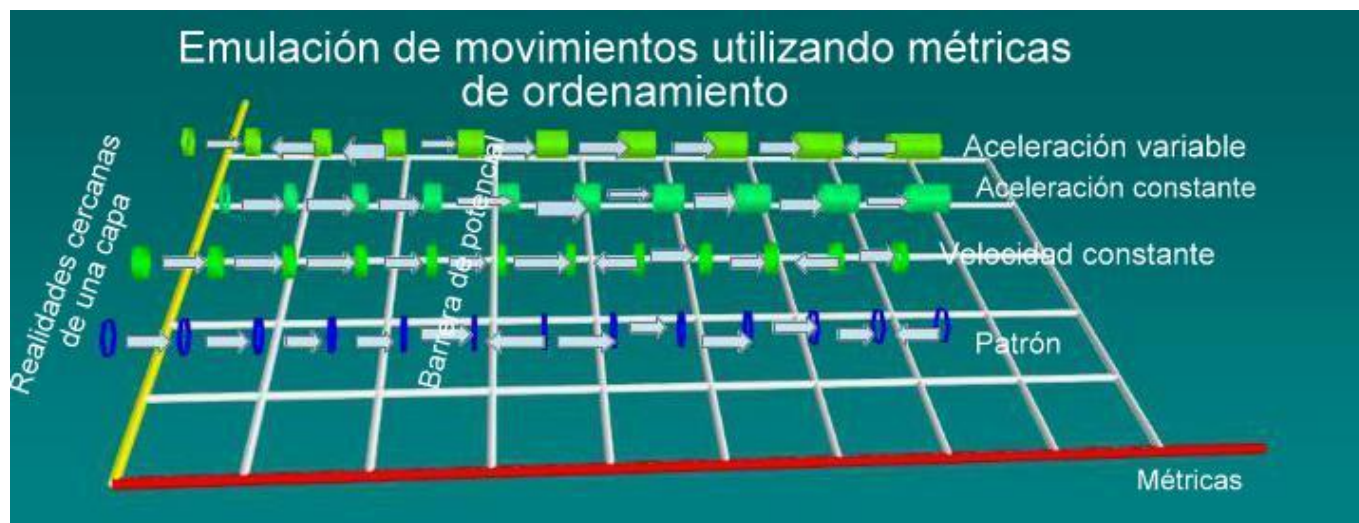 Emulación de movimientos utilizando métricas
de ordenamiento
Realidades cercanas
de una capa
Barrera de potencial
Aceleración variable
Aceleración constante
Velocidad constante
Patrón
Métricas